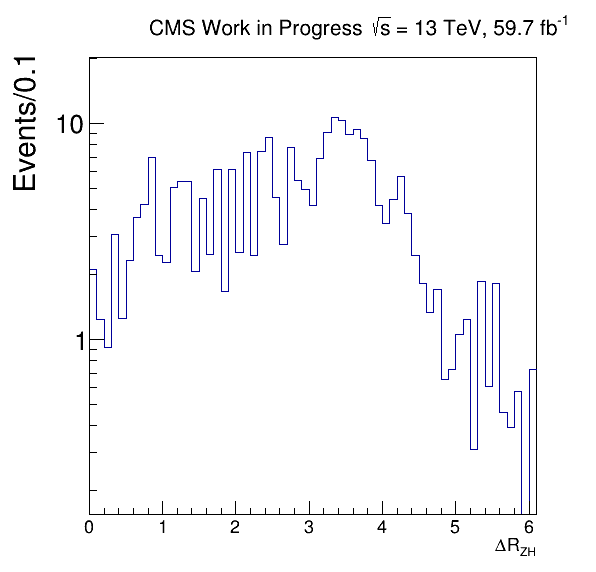 CMS Work in Progress √s = 13 TeV, 59.7 fb⁻¹
Events/0.1
10
1
0 1 2 3 4 5 6
ΔR_ZH